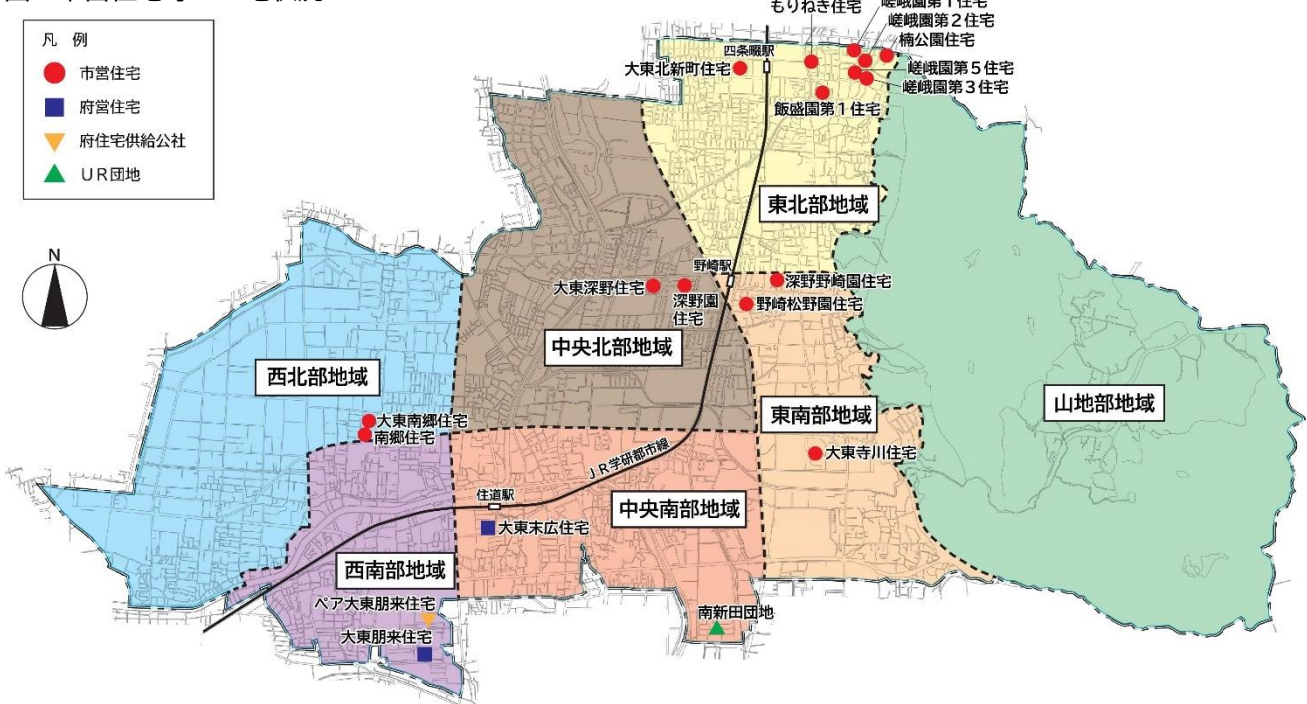 もりねき住宅
嵯峨園第1住宅
嵯峨園第2住宅
楠公園住宅
嵯峨園第5住宅
嵯峨園第3住宅
凡 例
市営住宅
府営住宅
府住宅供給公社
UR団地
N
四条畷駅
大東北新町住宅
飯盛園第1住宅
東北部地域
野崎駅
深野野崎園住宅
大東深野住宅
深野園
住宅
野崎松野園住宅
中央北部地域
西北部地域
東南部地域
山地部地域
大東南郷住宅
南郷住宅
大東寺川住宅
JR学研都市線
住道駅
中央南部地域
大東末広住宅
西南部地域
ペア大東朋来住宅
南新田団地
大東朋来住宅